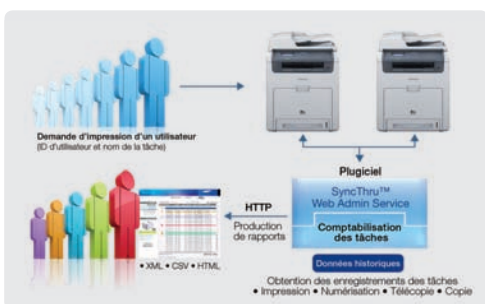 Demande d'impression d'un utilisateur
(ID d'utilisateur et nom de la tâche)
Plugiciel
SyncThru™
Web Admin Service
Comptabilisation
des tâches
HTTP
Production
de rapports
• XML • CSV • HTML
Données historiques
Obtention des enregistrements des tâches
• Impression • Numérisation • Télécopie • Copie